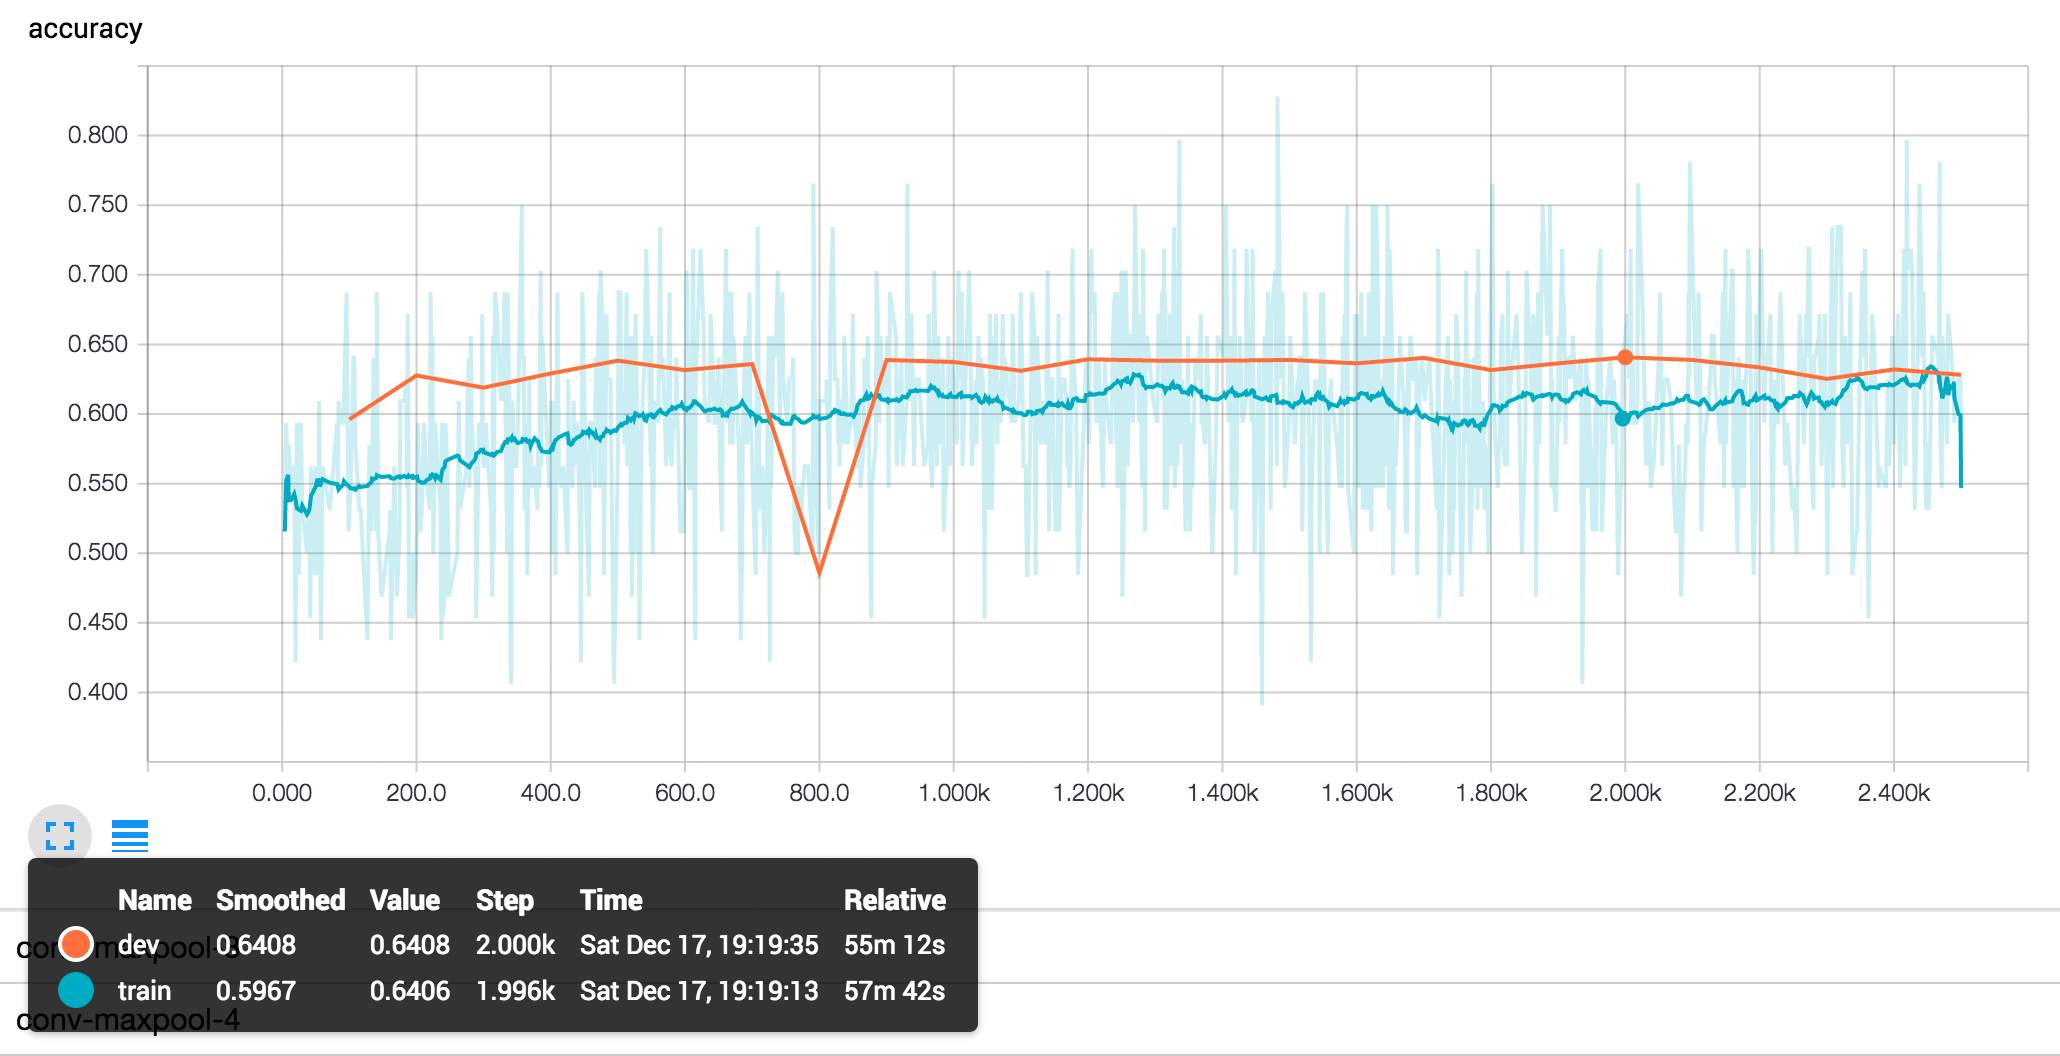 accuracy
0.800
0.750
0.700
0.650
0.600
0.550
0.500
0.450
0.400
0.000 200.0 400.0 600.0 800.0 1.000k 1.200k 1.400k 1.600k 1.800k 2.000k 2.200k 2.400k
Name Smoothed Value Step Time Relative
dev 0.6408 0.6408 2.000k Sat Dec 17, 19:19:35 55m 12s
conv-maxpool-3
train 0.5967 0.6406 1.996k Sat Dec 17, 19:19:13 57m 42s
conv-maxpool-4